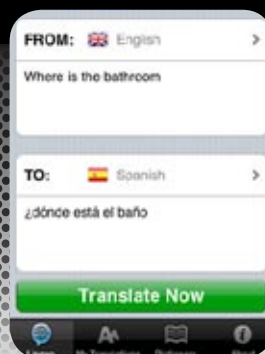 FROM: English
Where is the bathroom
TO: Spanish
¿dónde está el baño
Translate Now